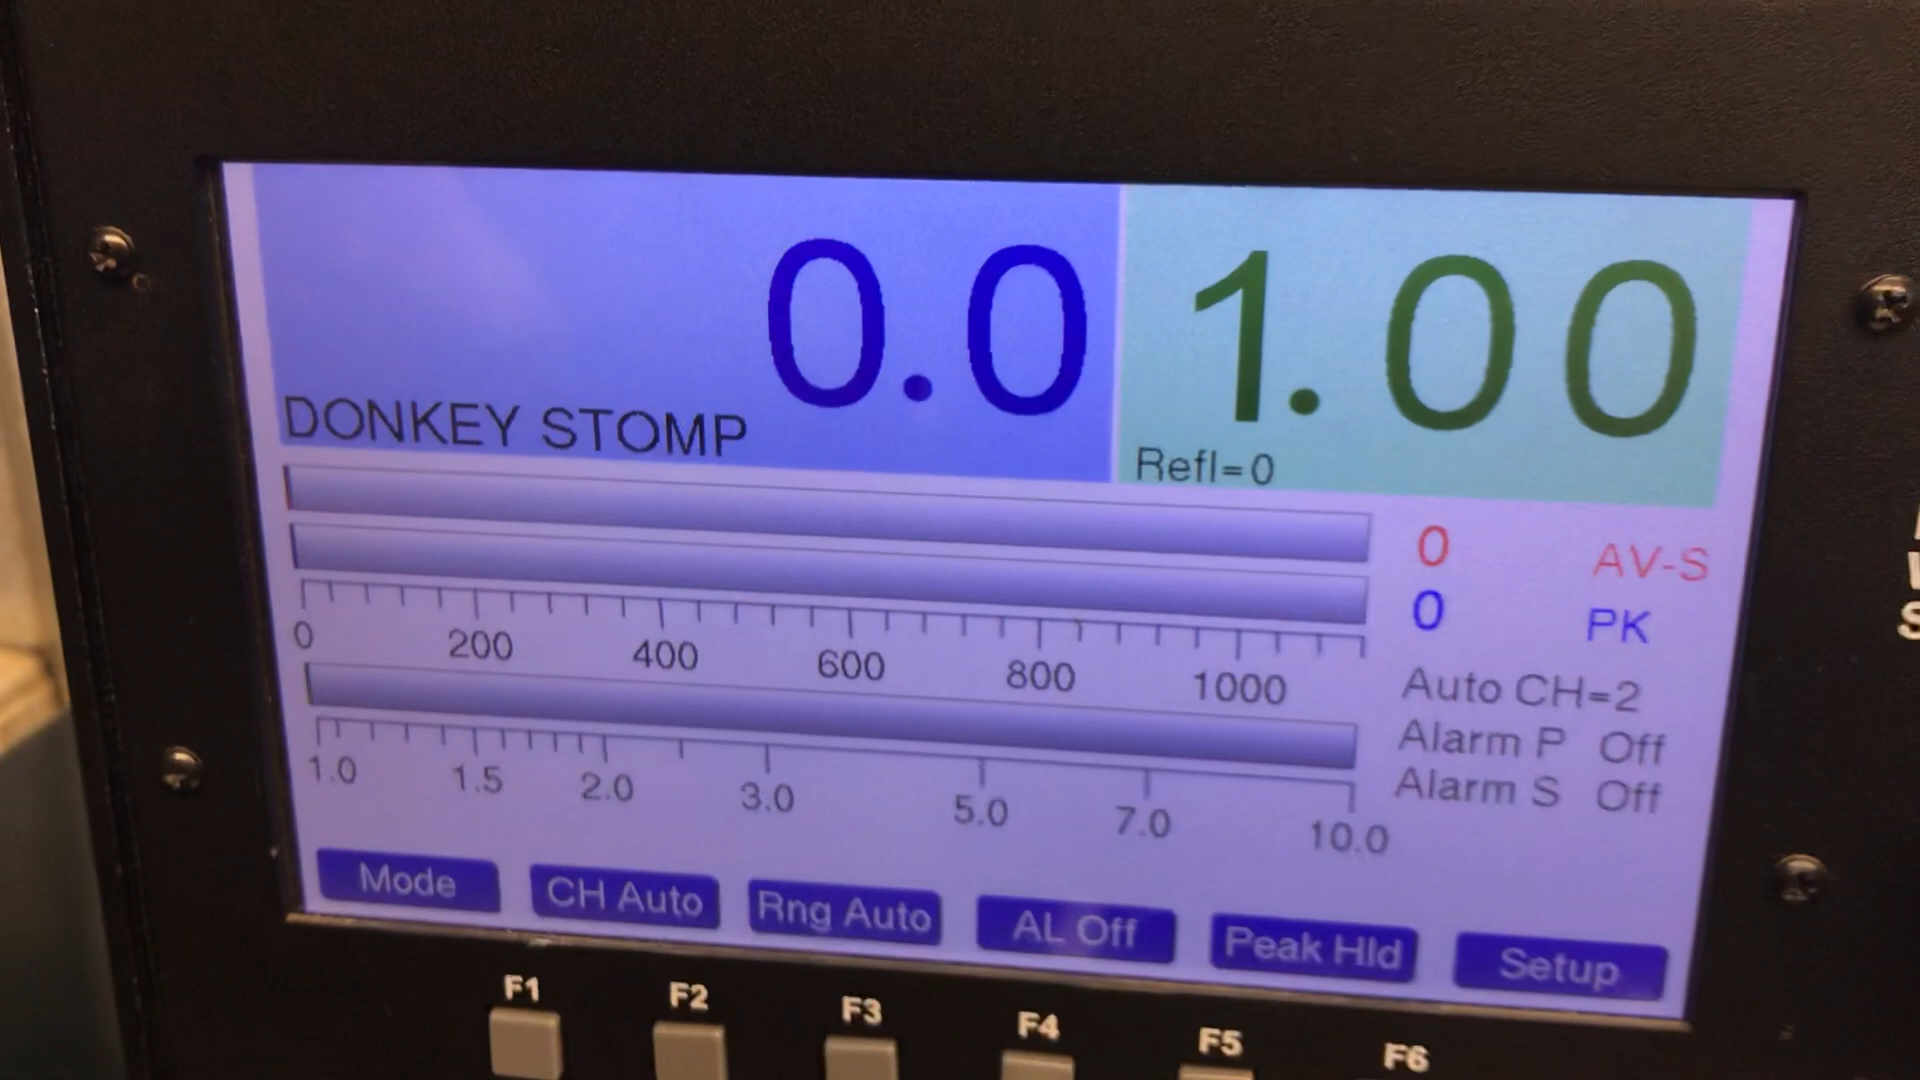 0.0
1.00
DONKEY STOMP
Refl=0
0 AV-S
0 PK
0 200 400 600 800 1000
Auto CH=2
Alarm P Off
Alarm S Off
1.0 1.5 2.0 3.0 5.0 7.0 10.0
Mode CH Auto Rng Auto AL Off Peak Hld Setup
F1 F2 F3 F4 F5 F6